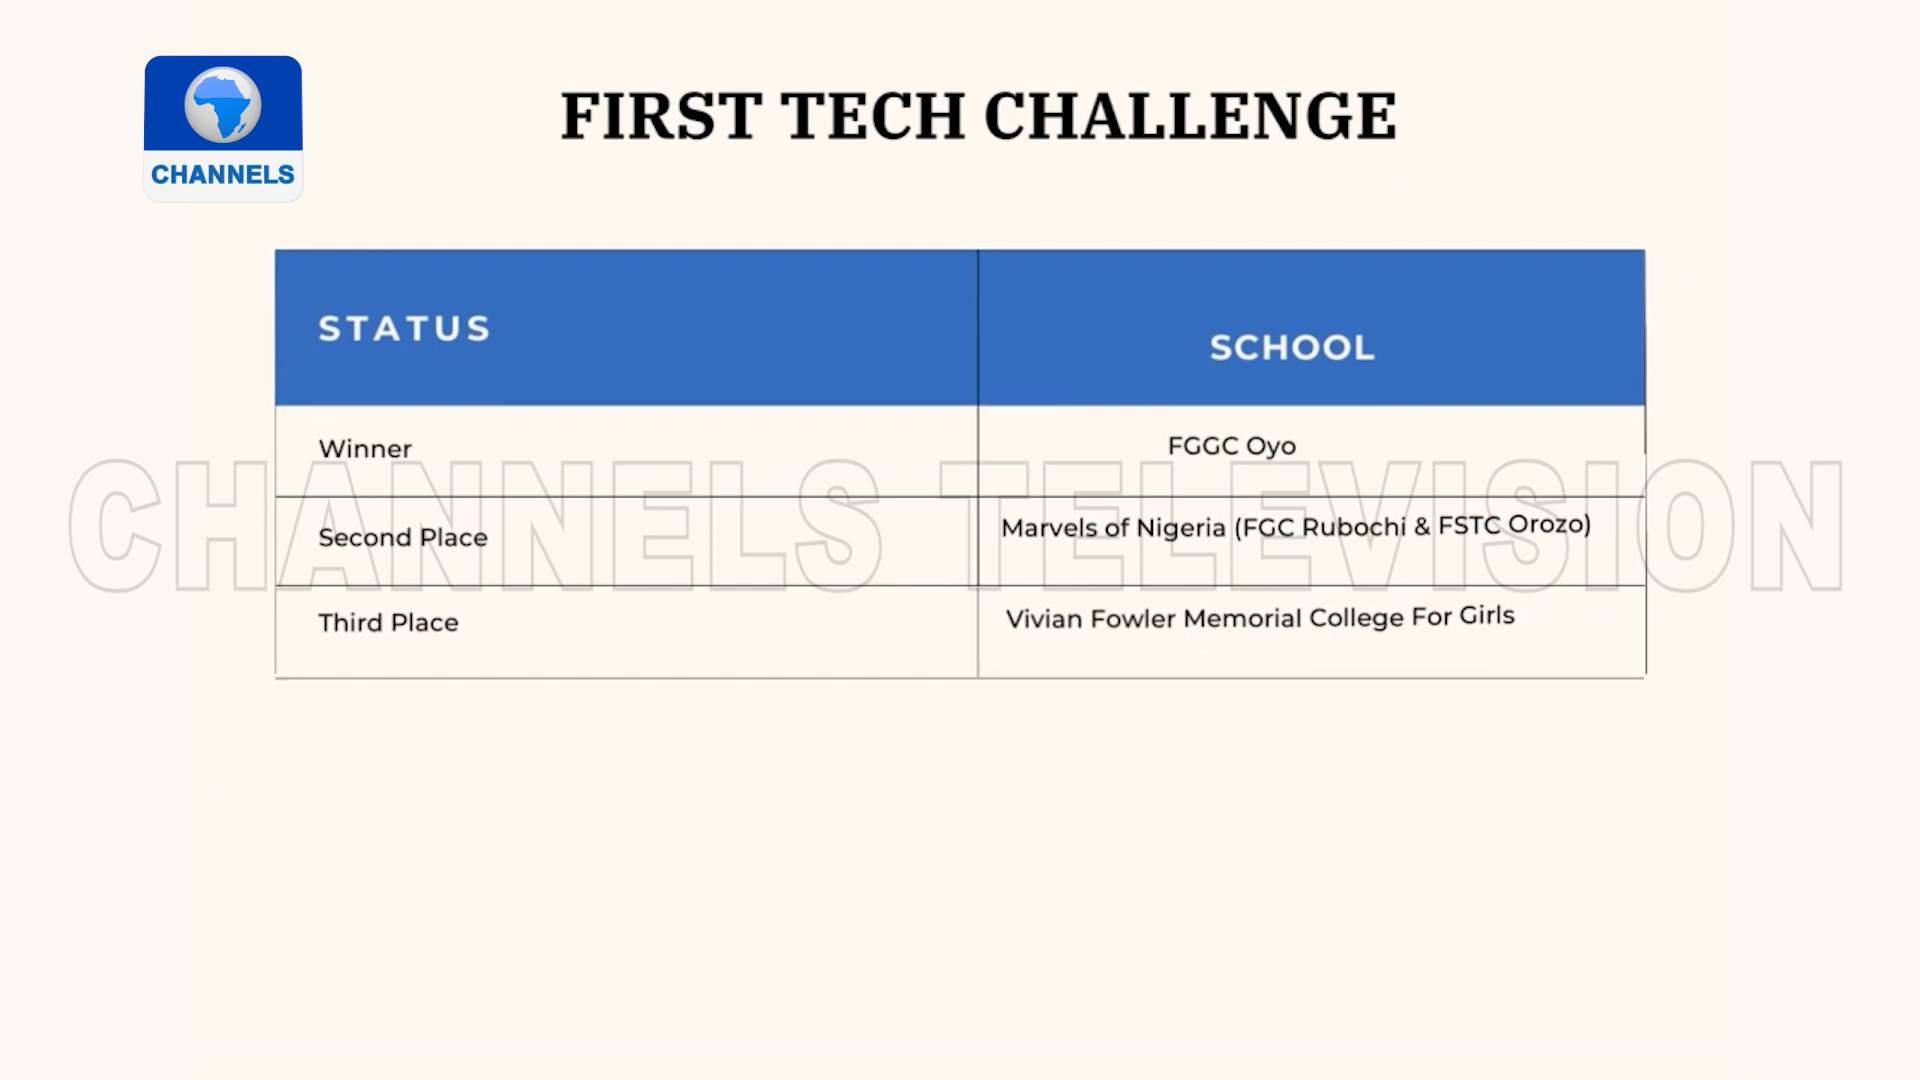 CHANNELS
FIRST TECH CHALLENGE
STATUS
SCHOOL
Winner
FGGC Oyo
Second Place
Marvels of Nigeria (FGC Rubochi & FSTC Orozo)
Third Place
Vivian Fowler Memorial College For Girls
CHANNELS TELEVISION